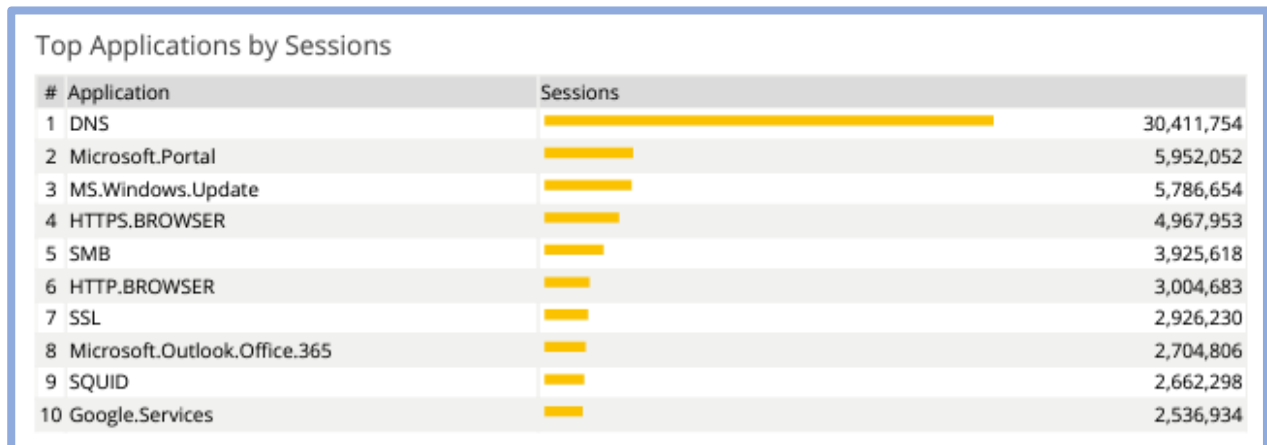 Top Applications by Sessions
# Application Sessions
1 DNS 30,411,754
2 Microsoft.Portal 5,952,052
3 MS.Windows.Update 5,786,654
4 HTTPS.BROWSER 4,967,953
5 SMB 3,925,618
6 HTTP.BROWSER 3,004,683
7 SSL 2,926,230
8 Microsoft.Outlook.Office.365 2,704,806
9 SQUID 2,662,298
10 Google.Services 2,536,934